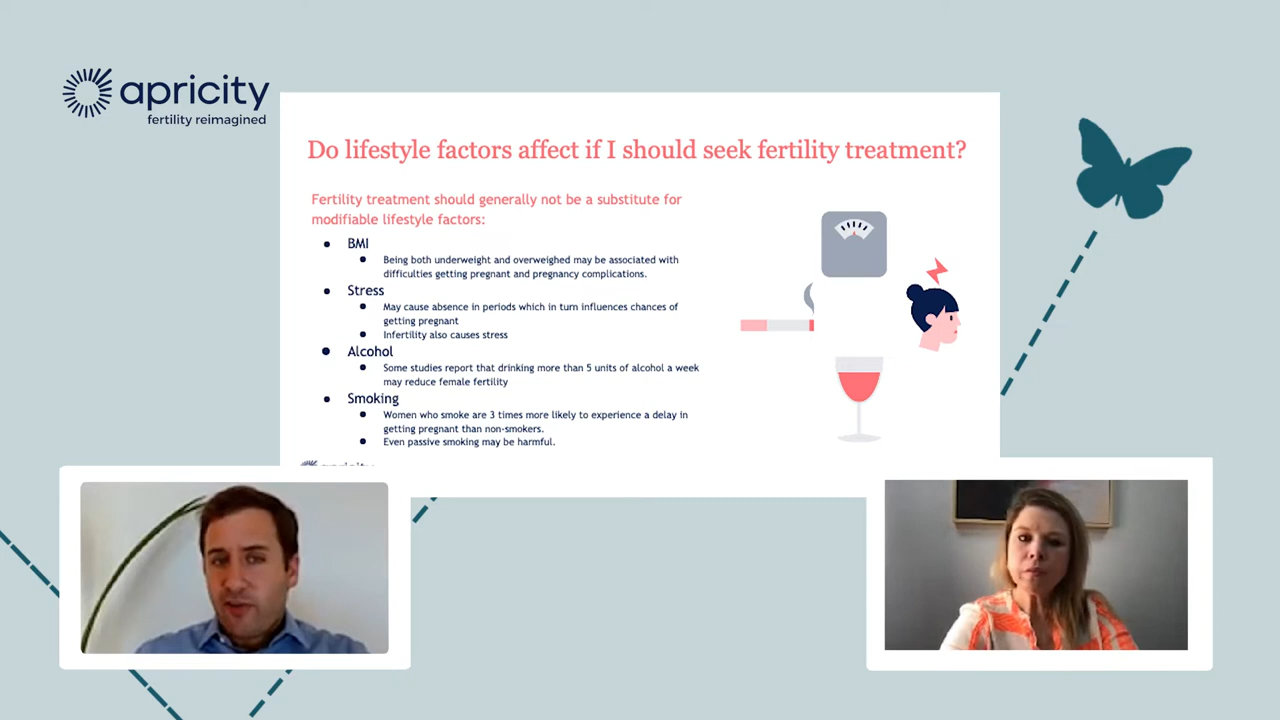 apricity
fertility reimagined
Do lifestyle factors affect if I should seek fertility treatment?
Fertility treatment should generally not be a substitute for
modifiable lifestyle factors:
BMI
Being both underweight and overweighed may be associated with
difficulties getting pregnant and pregnancy complications.
Stress
May cause absence in periods which in turn influences chances of
getting pregnant
Infertility also causes stress
Alcohol
Some studies report that drinking more than 5 units of alcohol a week
may reduce female fertility
Smoking
Women who smoke are 3 times more likely to experience a delay in
getting pregnant than non-smokers.
Even passive smoking may be harmful.